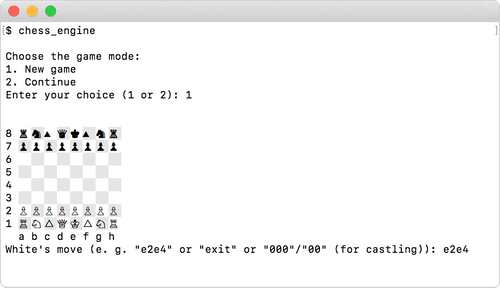 $ chess_engine
Choose the game mode:
1. New game
2. Continue
Enter your choice (1 or 2): 1
8 ♜♞▲♛♚▲♞♜
7 ♟♟♟♟♟♟♟♟
6
5
4
3
2 ♙♙♙♙♙♙♙♙
1 ♖♘△♕♔△♘♖
a b c d e f g h
White's move (e. g. "e2e4" or "exit" or "000"/"00" (for castling)): e2e4